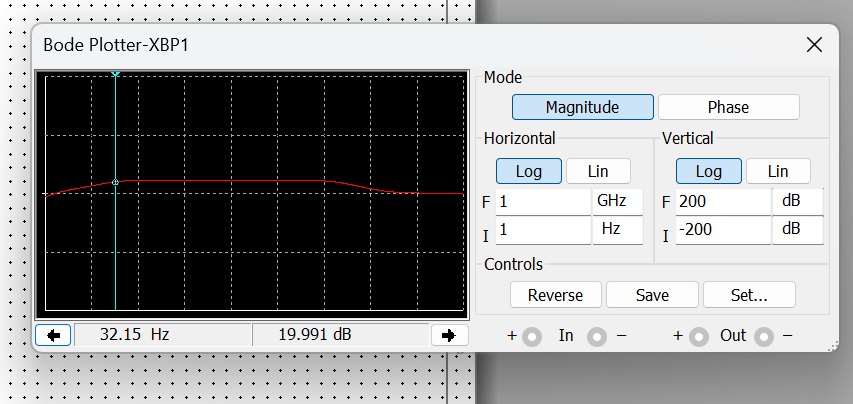 Bode Plotter-XBP1
Mode
Magnitude Phase
Horizontal Vertical
Log Lin Log Lin
F 1 GHz F 200 dB
I 1 Hz I -200 dB
Controls
Reverse Save Set...
32.15 Hz 19.991 dB + In − + Out −